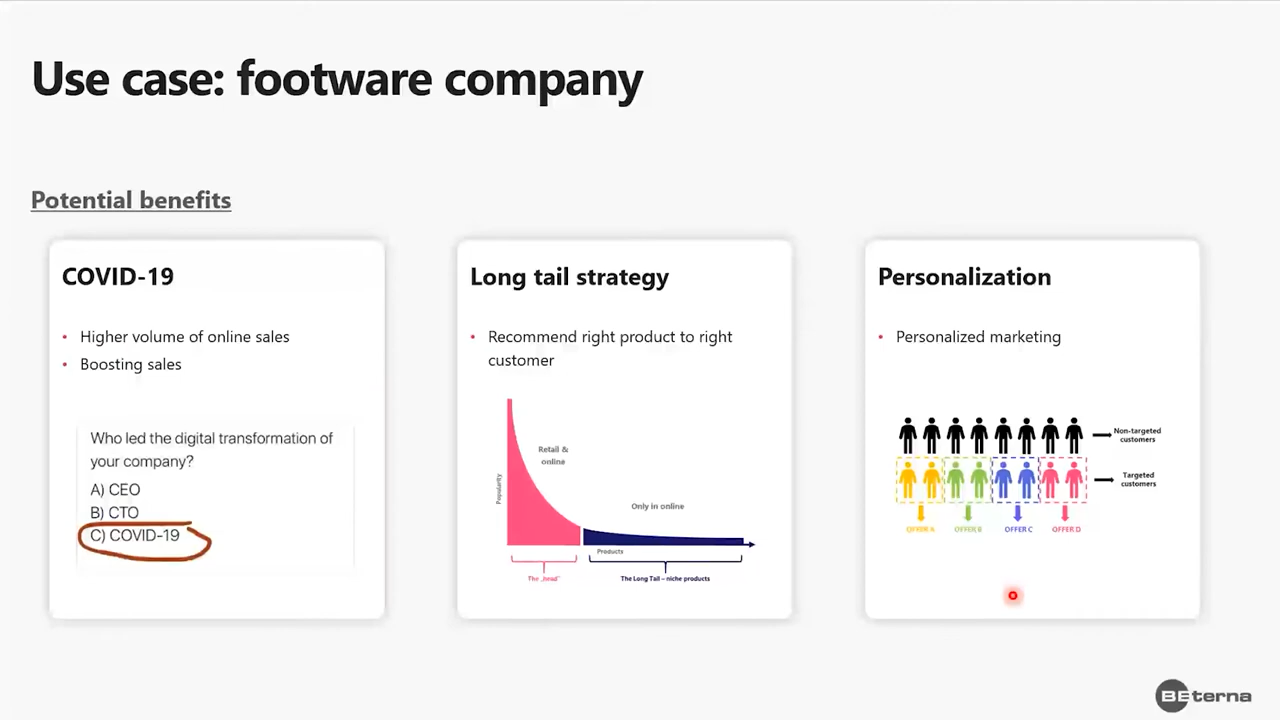 Use case: footware company
Potential benefits
COVID-19
• Higher volume of online sales
• Boosting sales
Who led the digital transformation of
your company?
A) CEO
B) CTO
C) COVID-19
Long tail strategy
• Recommend right product to right
customer
Popularity
Retail &
online
Only in online
Products
The „head"
The Long Tail – niche products
Personalization
• Personalized marketing
Non-targeted
customers
Targeted
customers
OFFER A OFFER B OFFER C OFFER D
BEterna